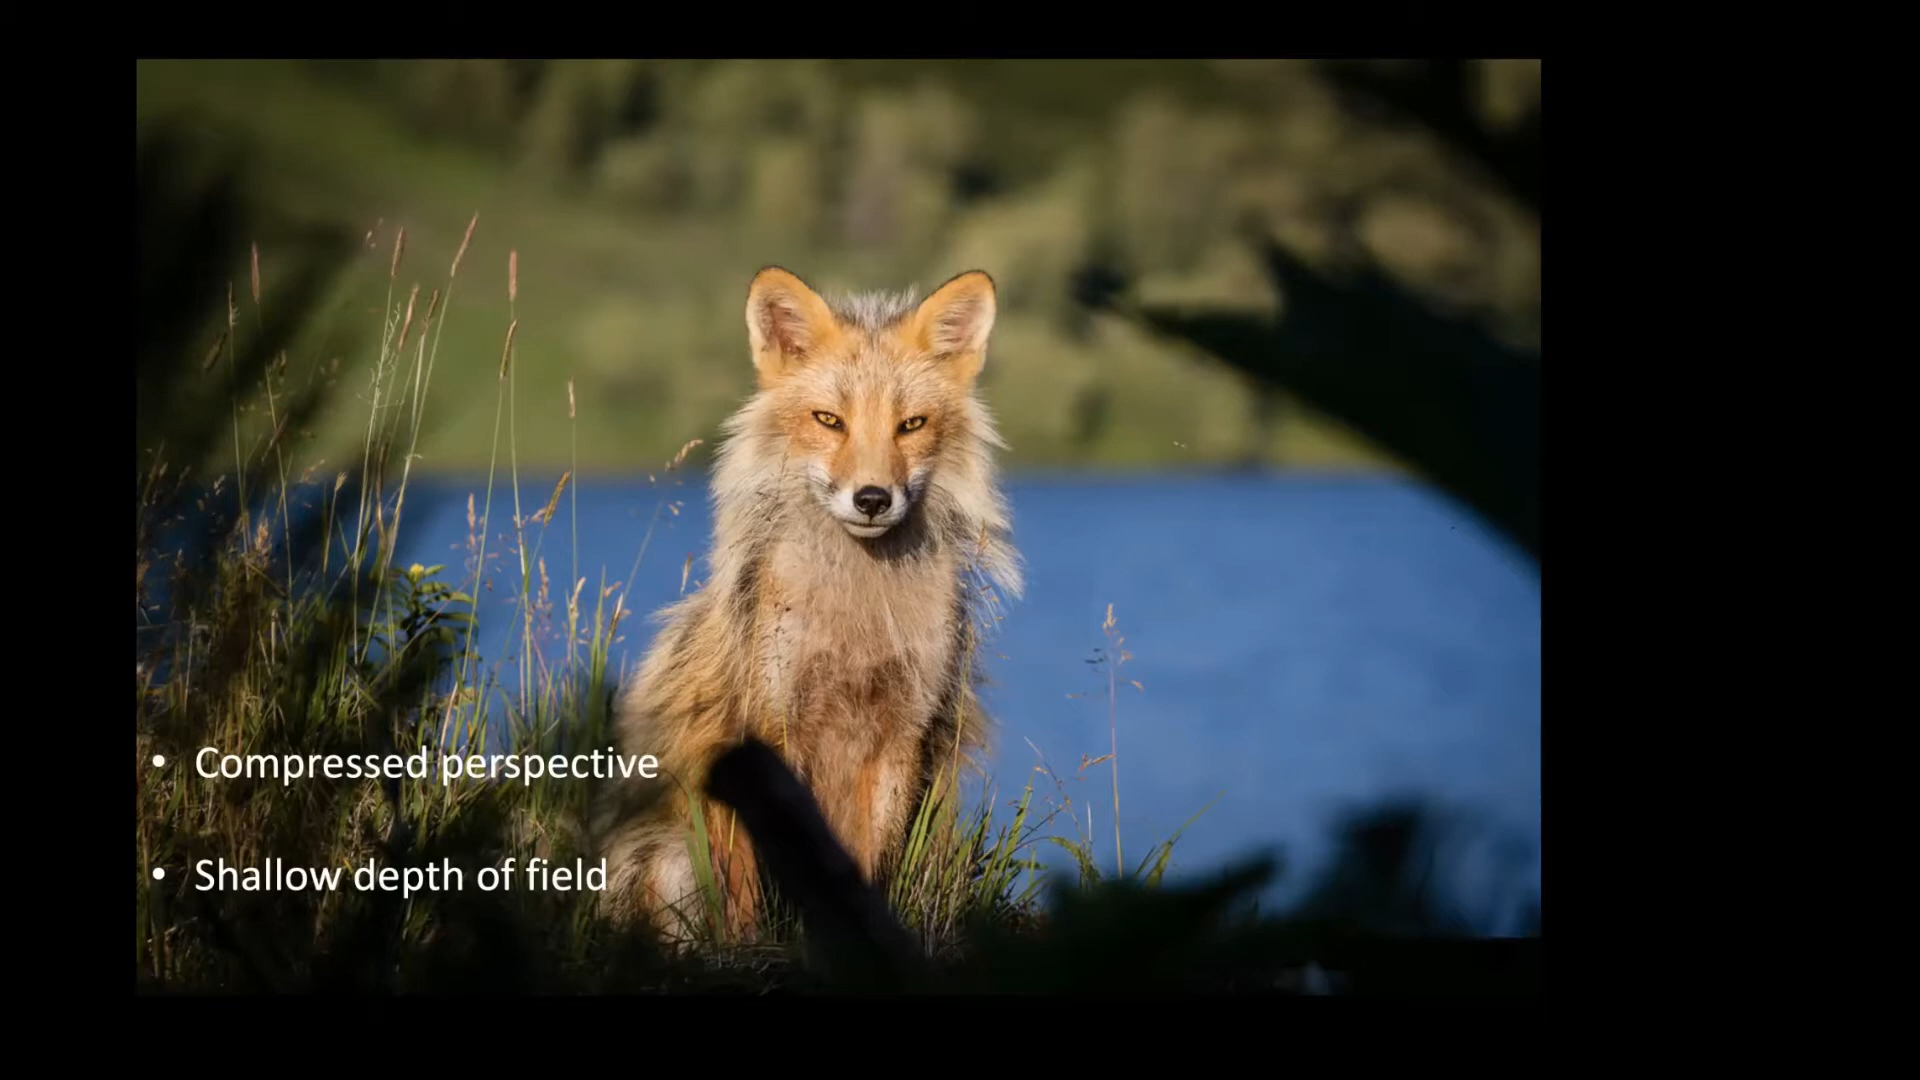 • Compressed perspective
• Shallow depth of field